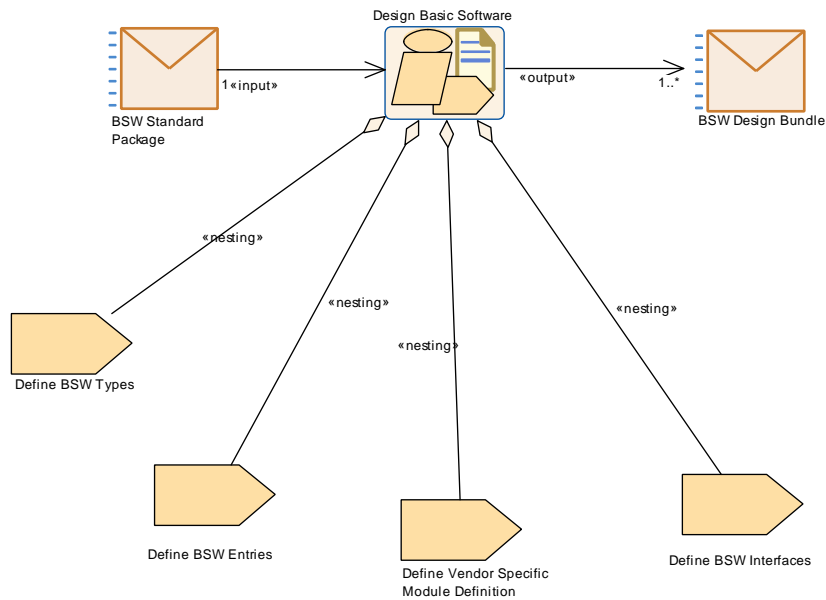 Design Basic Software
1 «input»
«output»
1..*
BSW Standard
Package
BSW Design Bundle
«nesting»
«nesting»
«nesting»
«nesting»
Define BSW Types
Define BSW Entries
Define Vendor Specific
Module Definition
Define BSW Interfaces